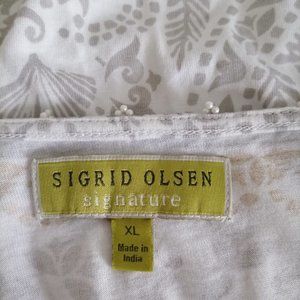 SIGRID OLSEN
signature
XL
Made in
India